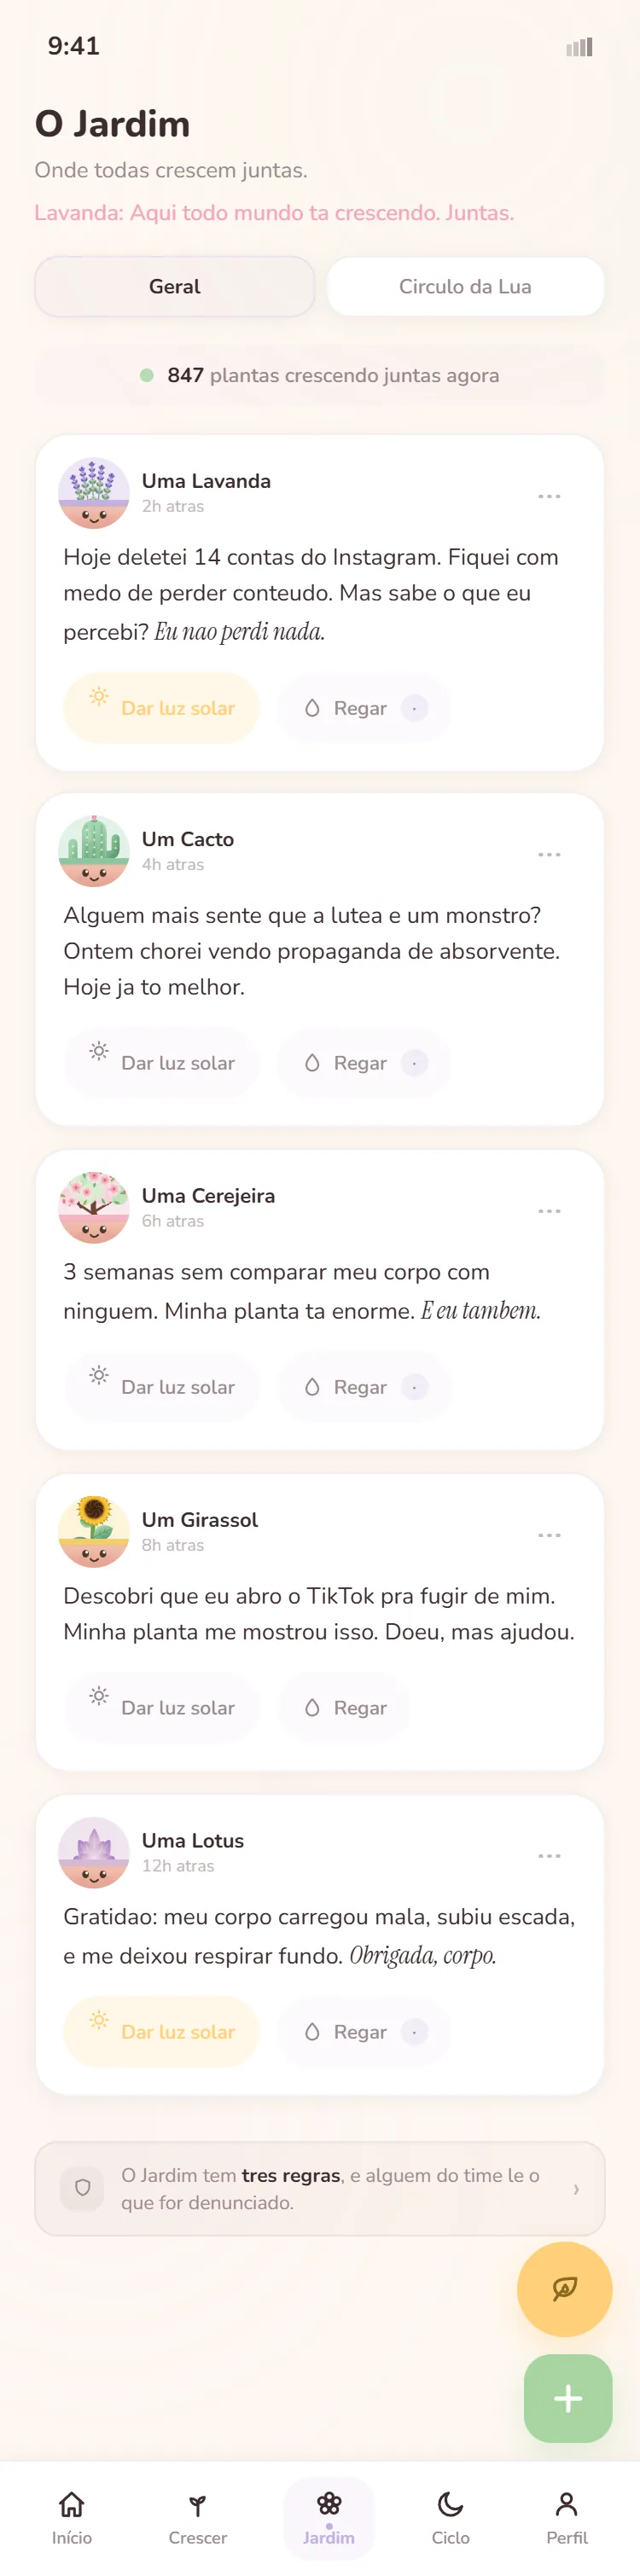 9:41
O Jardim
Onde todas crescem juntas.
Lavanda: Aqui todo mundo ta crescendo. Juntas.
Geral
Circulo da Lua
847 plantas crescendo juntas agora
Uma Lavanda
2h atras
Hoje deletei 14 contas do Instagram. Fiquei com
medo de perder conteudo. Mas sabe o que eu
percebi? Eu nao perdi nada.
Dar luz solar
Regar
Um Cacto
4h atras
Alguem mais sente que a lutea e um monstro?
Ontem chorei vendo propaganda de absorvente.
Hoje ja to melhor.
Dar luz solar
Regar
Uma Cerejeira
6h atras
3 semanas sem comparar meu corpo com
ninguem. Minha planta ta enorme. E eu tambem.
Dar luz solar
Regar
Um Girassol
8h atras
Descobri que eu abro o TikTok pra fugir de mim.
Minha planta me mostrou isso. Doeu, mas ajudou.
Dar luz solar
Regar
Uma Lotus
12h atras
Gratidao: meu corpo carregou mala, subiu escada,
e me deixou respirar fundo. Obrigada, corpo.
Dar luz solar
Regar
O Jardim tem tres regras, e alguem do time le o
que for denunciado.
Início
Crescer
Jardim
Ciclo
Perfil